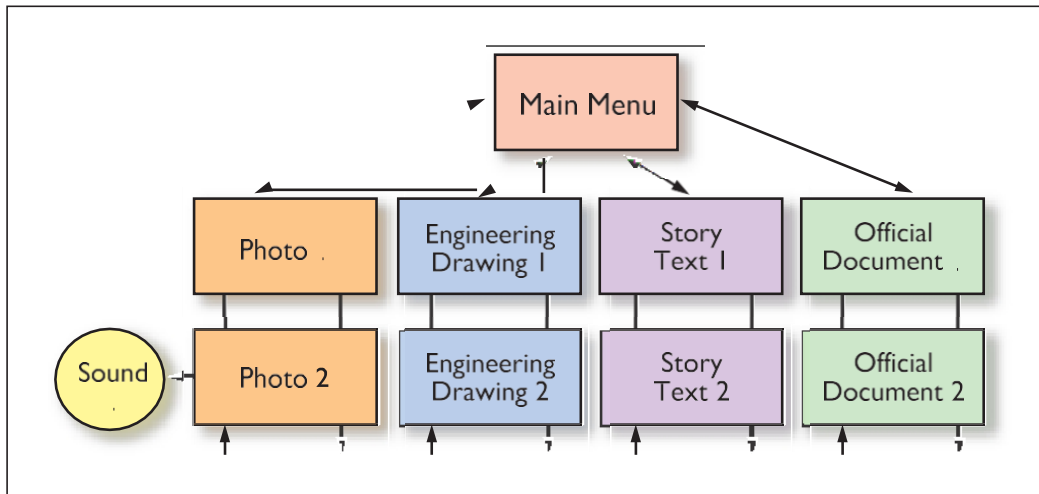 Main Menu
Photo .
Engineering
Drawing 1
Story
Text 1
Official
Document .
Sound
.
Photo 2
Engineering
Drawing 2
Story
Text 2
Official
Document 2